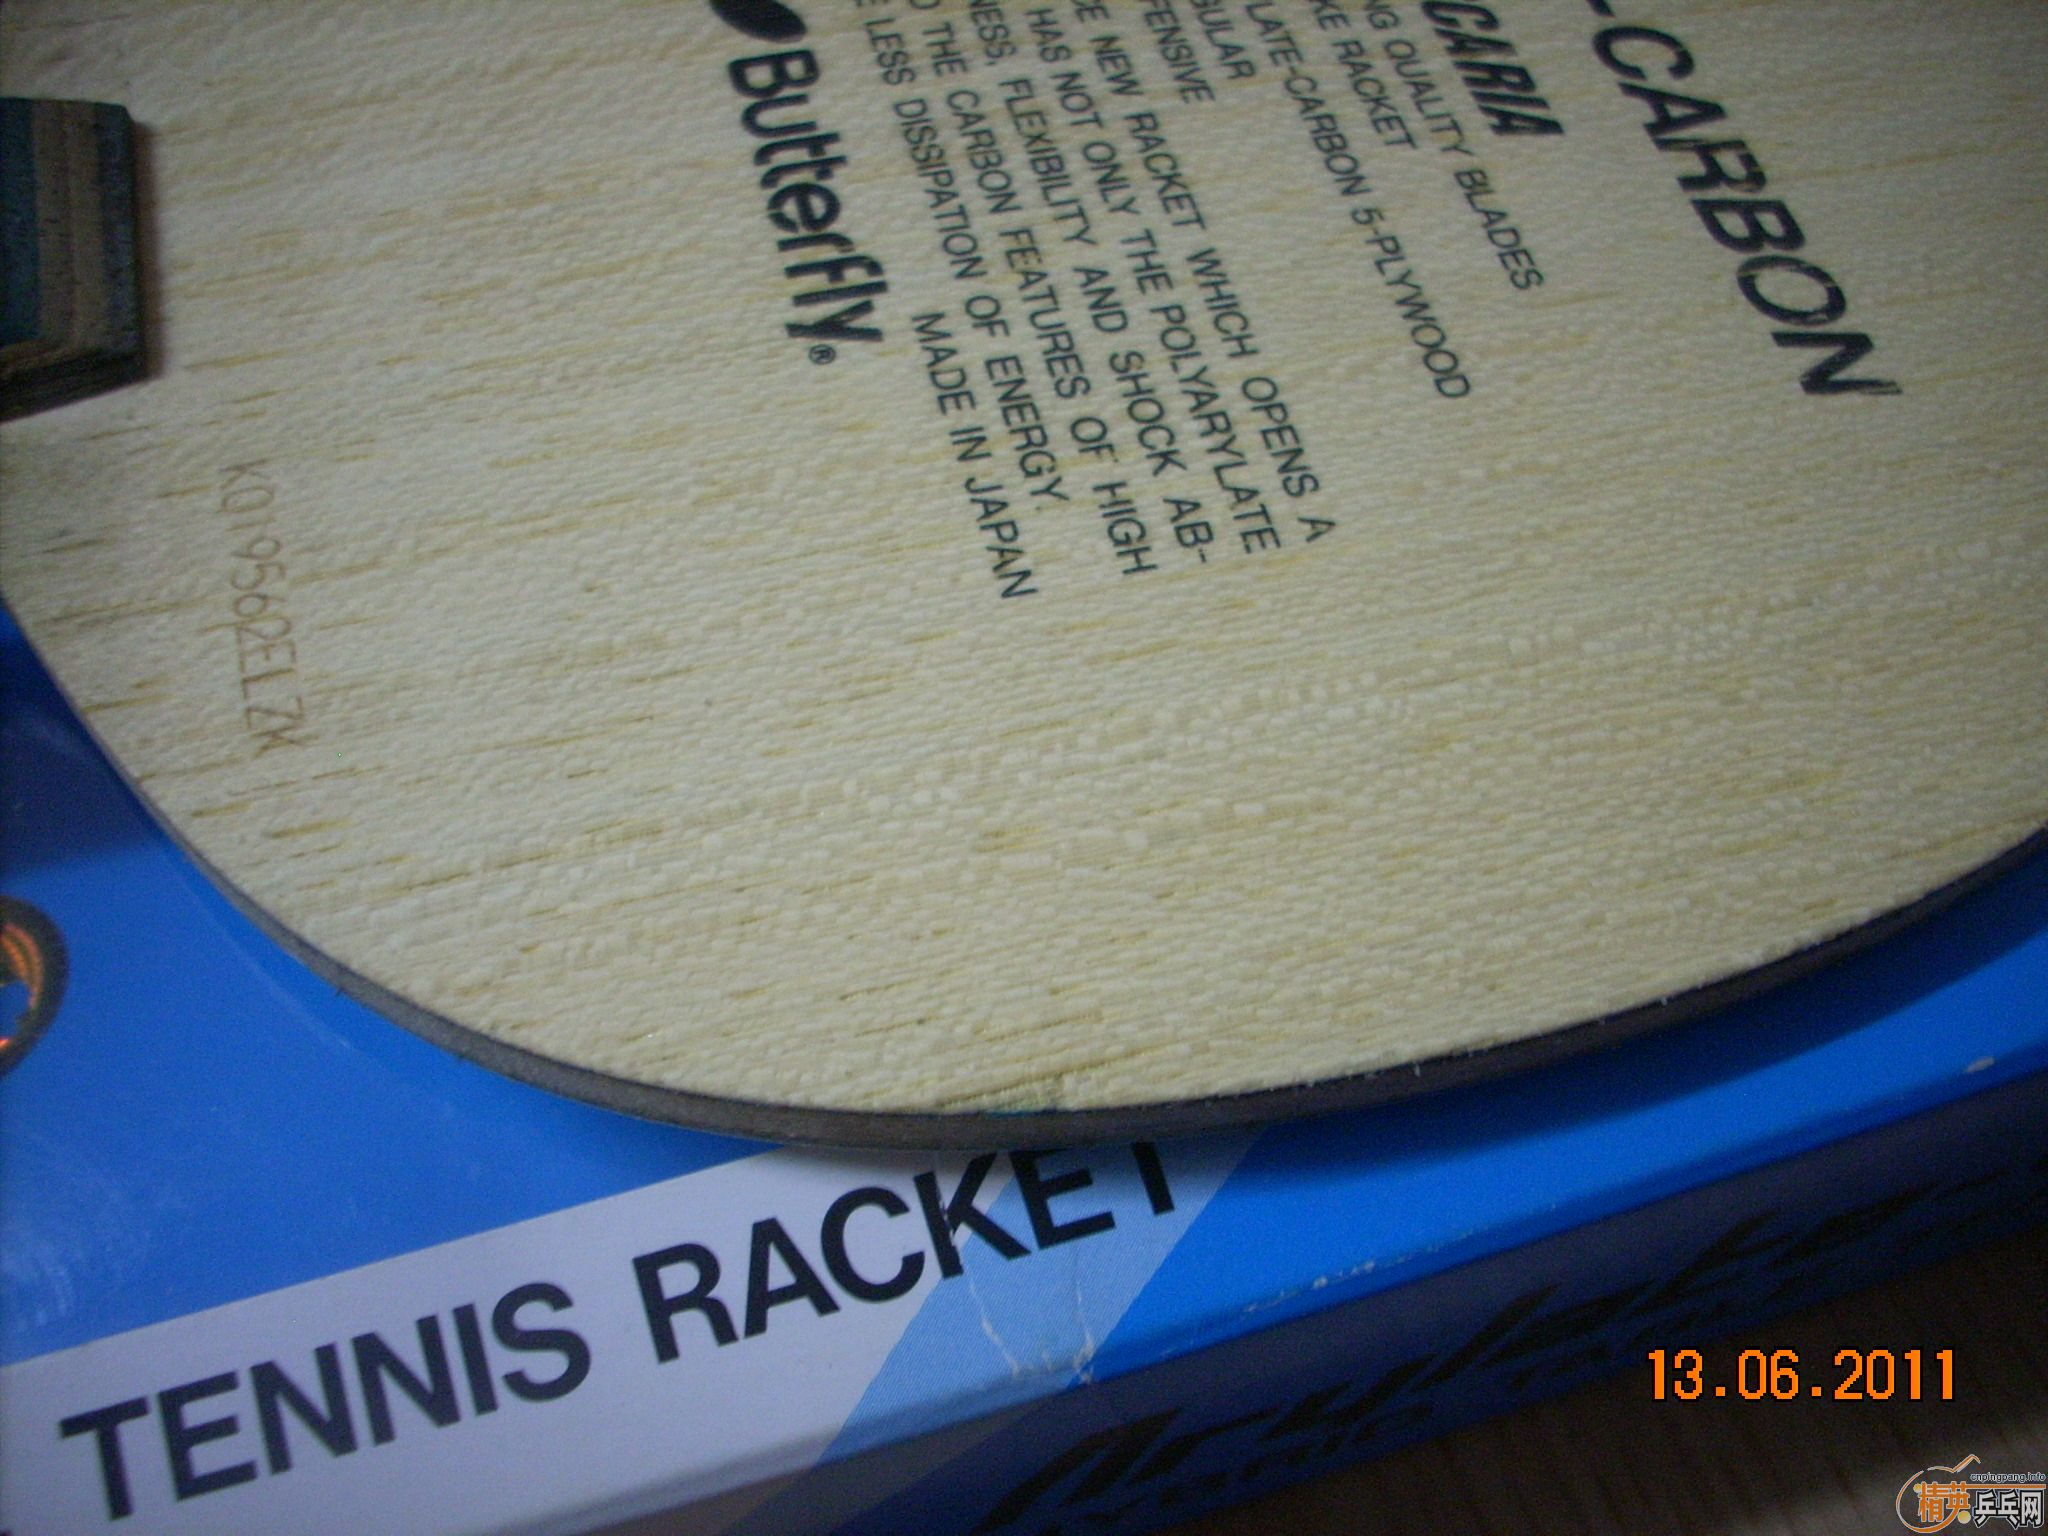 -CARBON
CARIA
NG QUALITY BLADES
KE RACKET
LATE-CARBON 5-PLYWOOD
GULAR
FENSIVE
CE NEW RACKET WHICH OPENS A
HAS NOT ONLY THE POLYARYLATE
NESS, FLEXIBILITY AND SHOCK AB-
O THE CARBON FEATURES OF HIGH
E LESS DISSIPATION OF ENERGY.
MADE IN JAPAN
Butterfly®
TENNIS RACKET
13.06.2011
cnpingpang.info
精英乒乓网